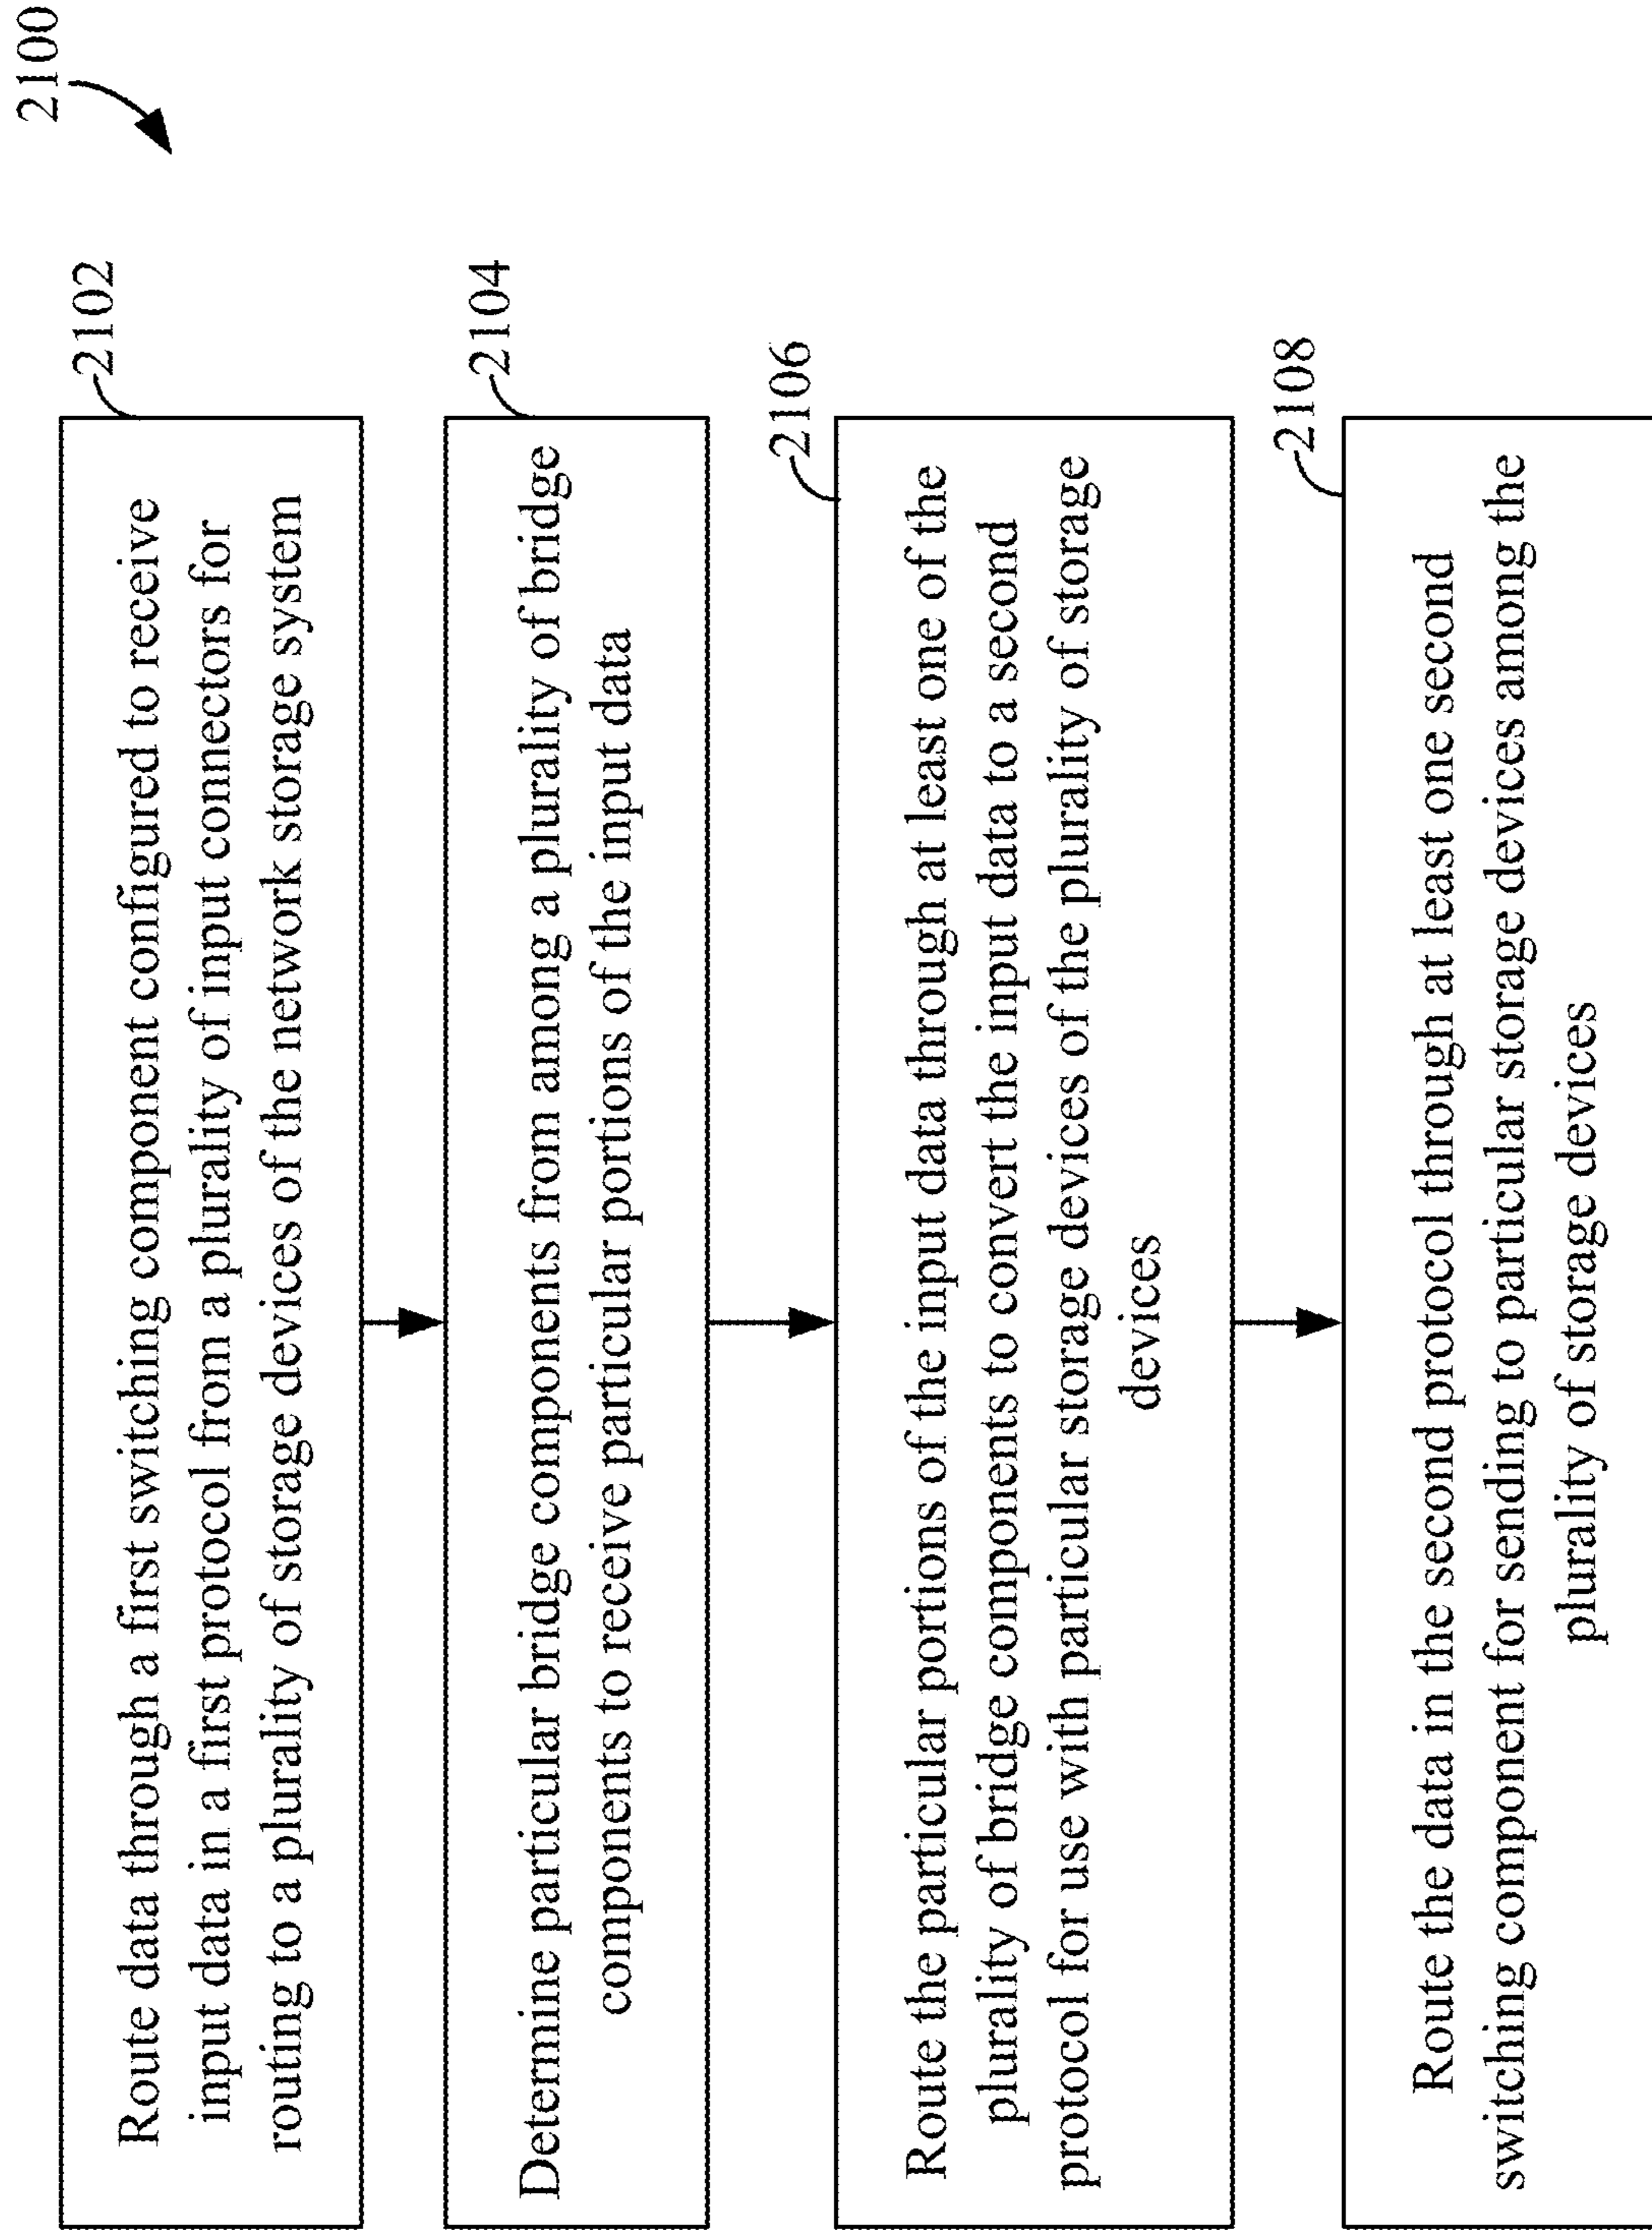 2100
2102
Route data through a first switching component configured to receive
input data in a first protocol from a plurality of input connectors for
routing to a plurality of storage devices of the network storage system
2104
Determine particular bridge components from among a plurality of bridge
components to receive particular portions of the input data
2106
Route the particular portions of the input data through at least one of the
plurality of bridge components to convert the input data to a second
protocol for use with particular storage devices of the plurality of storage
devices
2108
Route the data in the second protocol through at least one second
switching component for sending to particular storage devices among the
plurality of storage devices